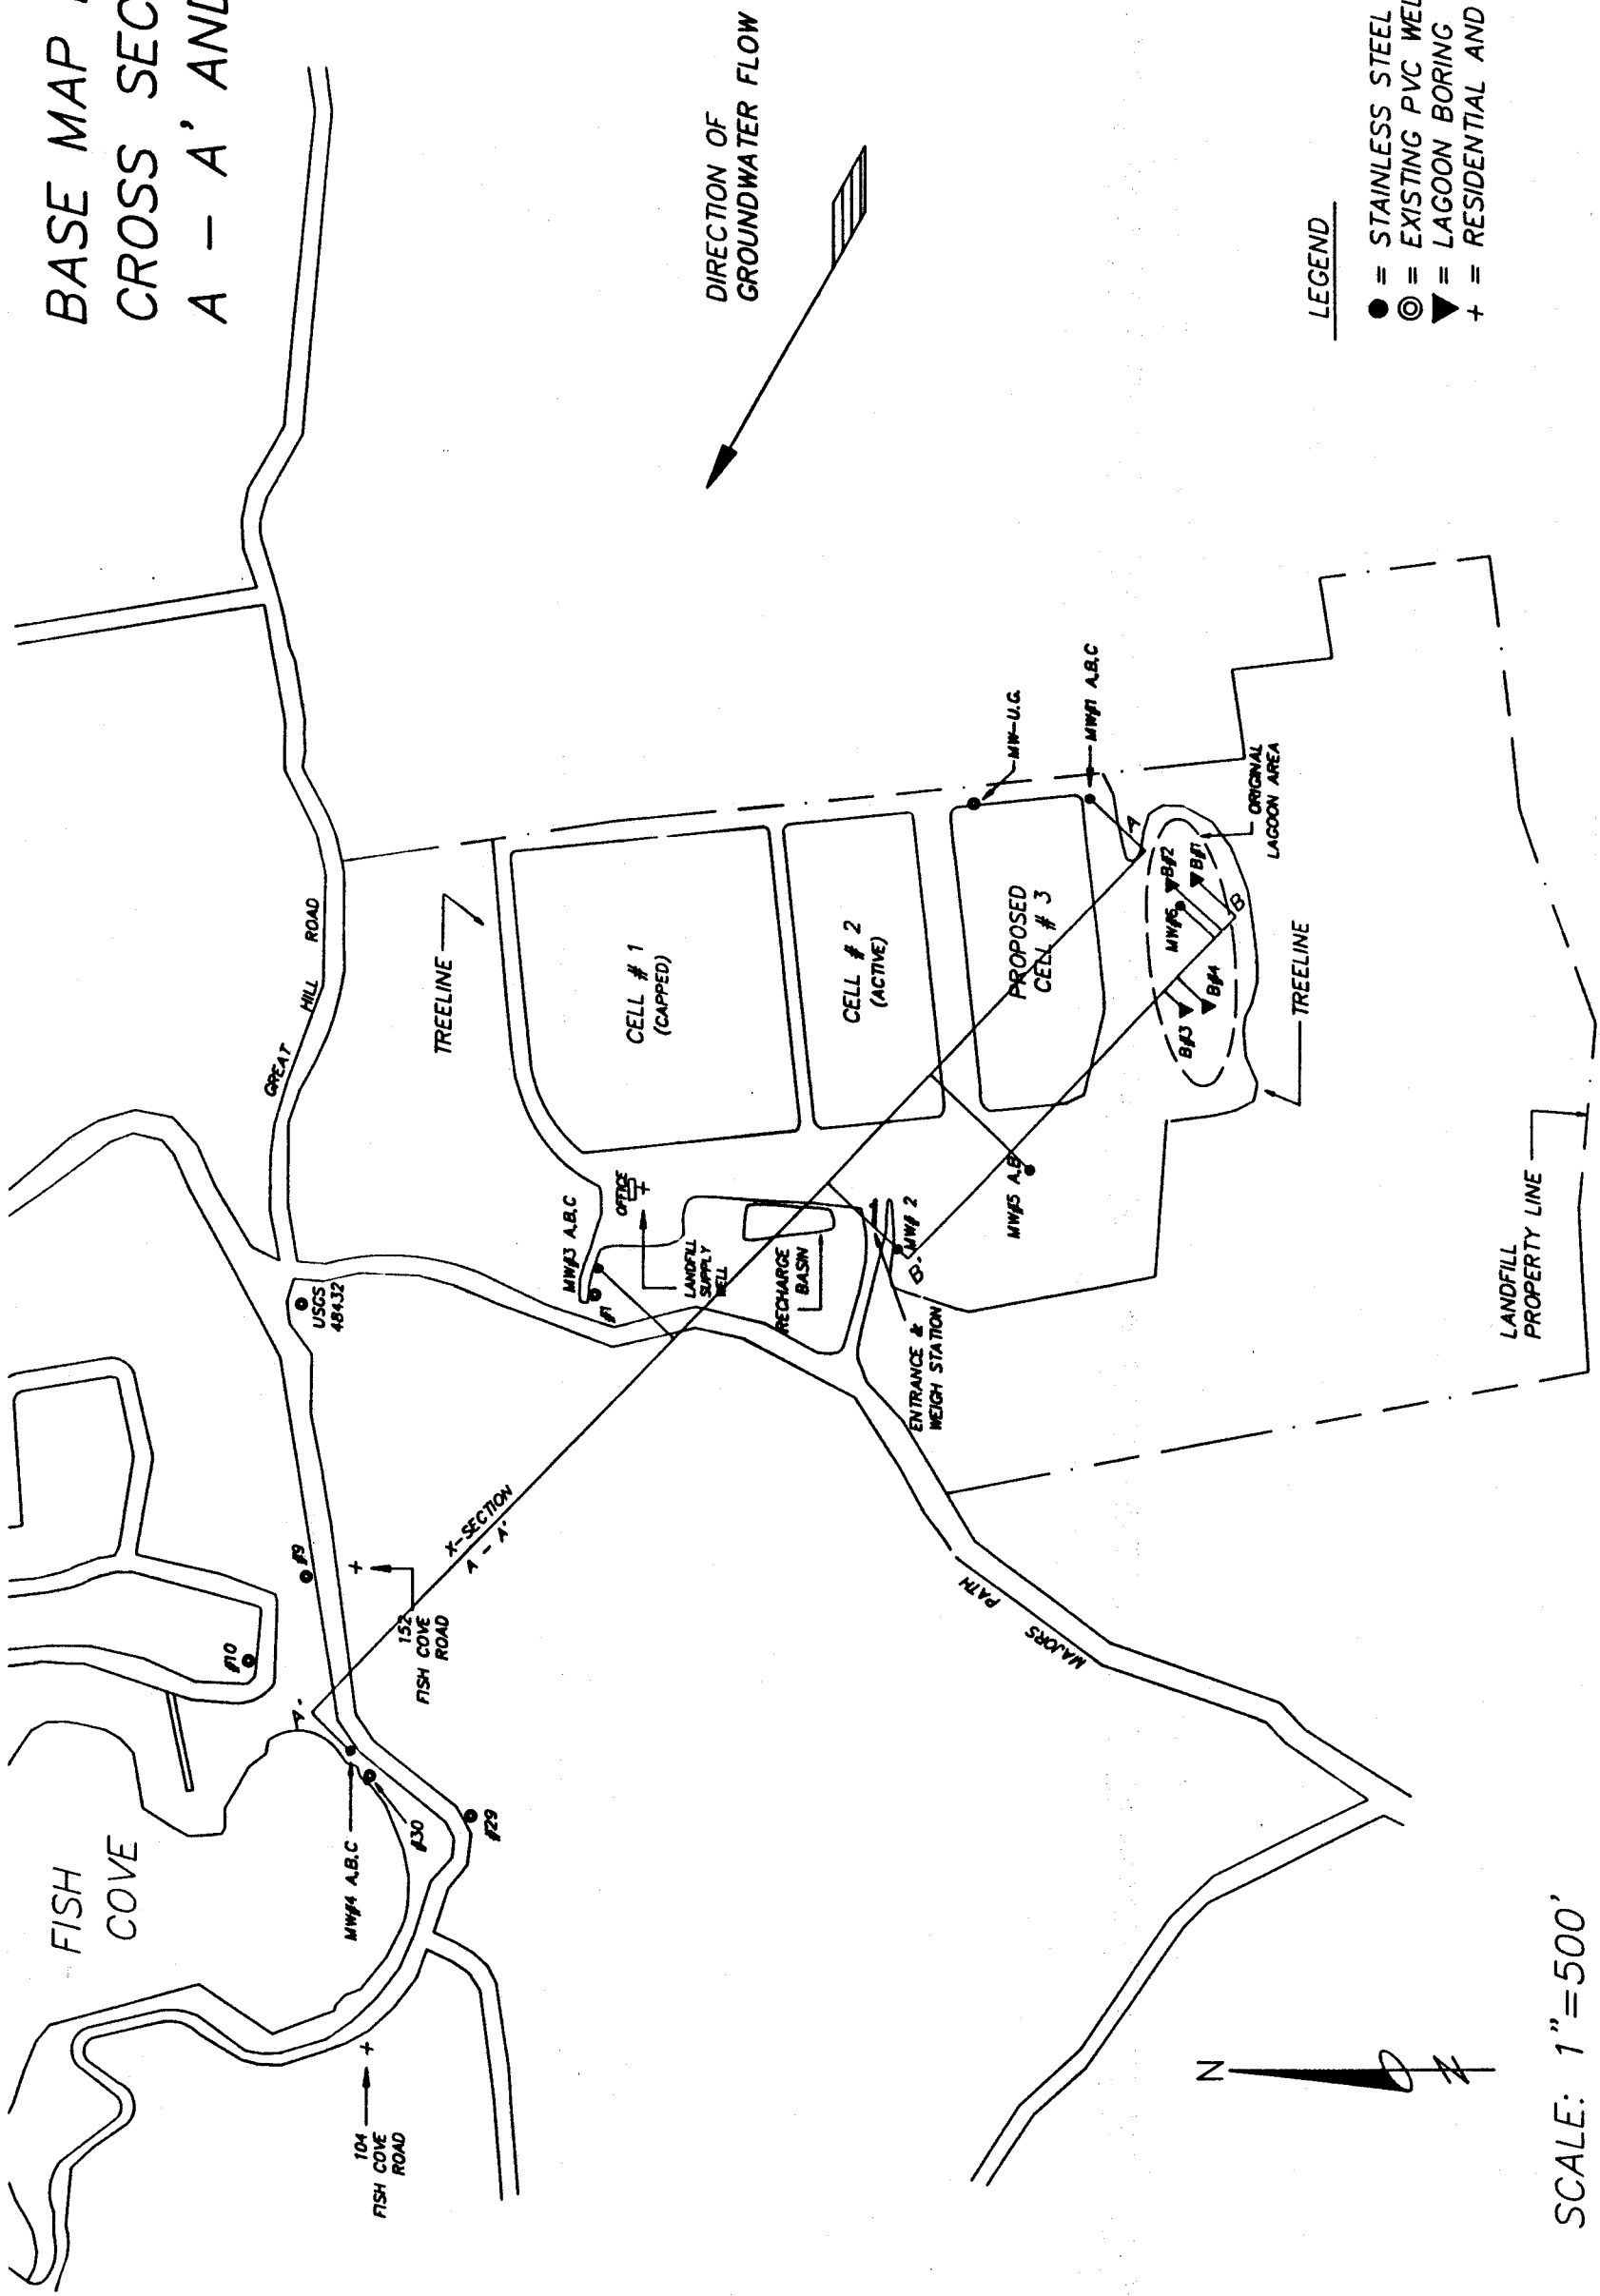 BASE MAP
CROSS SEC
A - A' AND
DIRECTION OF
GROUNDWATER FLOW
FISH
COVE
GREAT HILL ROAD
USGS
48432
#9
#10
152
FISH COVE
ROAD
A'
X-SECTION
A - A'
MW#4 A,B,C
#30
#29
104
FISH COVE
ROAD
TREELINE
MW#3 A,B,C
#1
OFFICE
LANDFILL
SUPPLY
WELL
RECHARGE
BASIN
CELL # 1
(CAPPED)
CELL # 2
(ACTIVE)
PROPOSED
CELL # 3
MW-U.G.
MW#1 A,B,C
A
MW# 2
B'
ENTRANCE &
WEIGH STATION
MW#5 A,B
B#2
B#1
MW#6
B
B#3
B#4
ORIGINAL
LAGOON AREA
TREELINE
MAJORS PATH
LANDFILL
PROPERTY LINE
LEGEND
● = STAINLESS STEEL
◎ = EXISTING PVC WEL
▼ = LAGOON BORING
+ = RESIDENTIAL AND
N
SCALE: 1"=500'